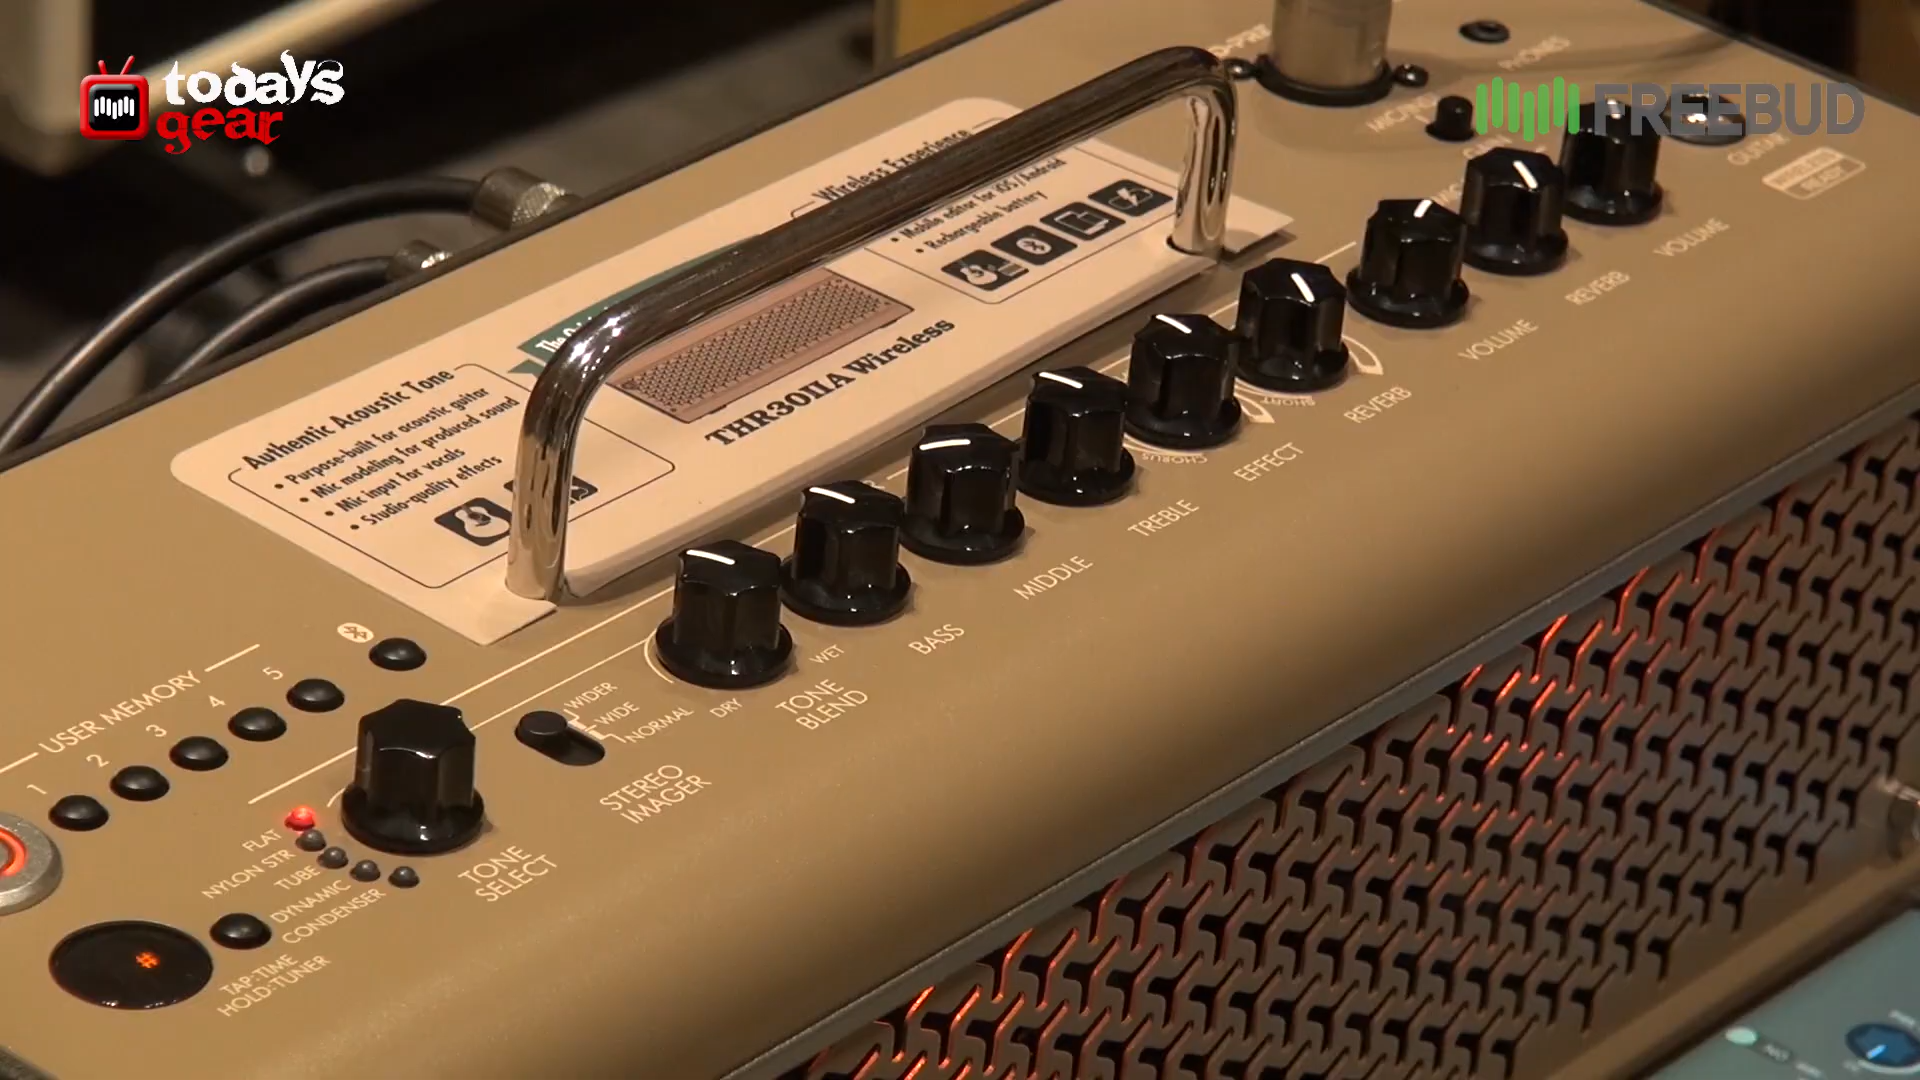 todays
gear
FREEBUD
PHONES
GUITAR
READY
Wireless Experience
• Mobile editor for iOS / Android
• Rechargeable battery
Authentic Acoustic Tone
• Purpose-built for acoustic guitar
• Mic modeling for produced sound
• Mic input for vocals
• Studio-quality effects
THR30IIA Wireless
VOLUME
REVERB
VOLUME
REVERB
SHORT
EFFECT
CHORUS
TREBLE
MIDDLE
BASS
WET
DRY
TONE
BLEND
WIDER
WIDE
NORMAL
STEREO
IMAGER
USER MEMORY
1 2 3 4 5
FLAT
NYLON STR
TUBE
DYNAMIC
CONDENSER
TONE
SELECT
#
TAP:TIME
HOLD:TUNER